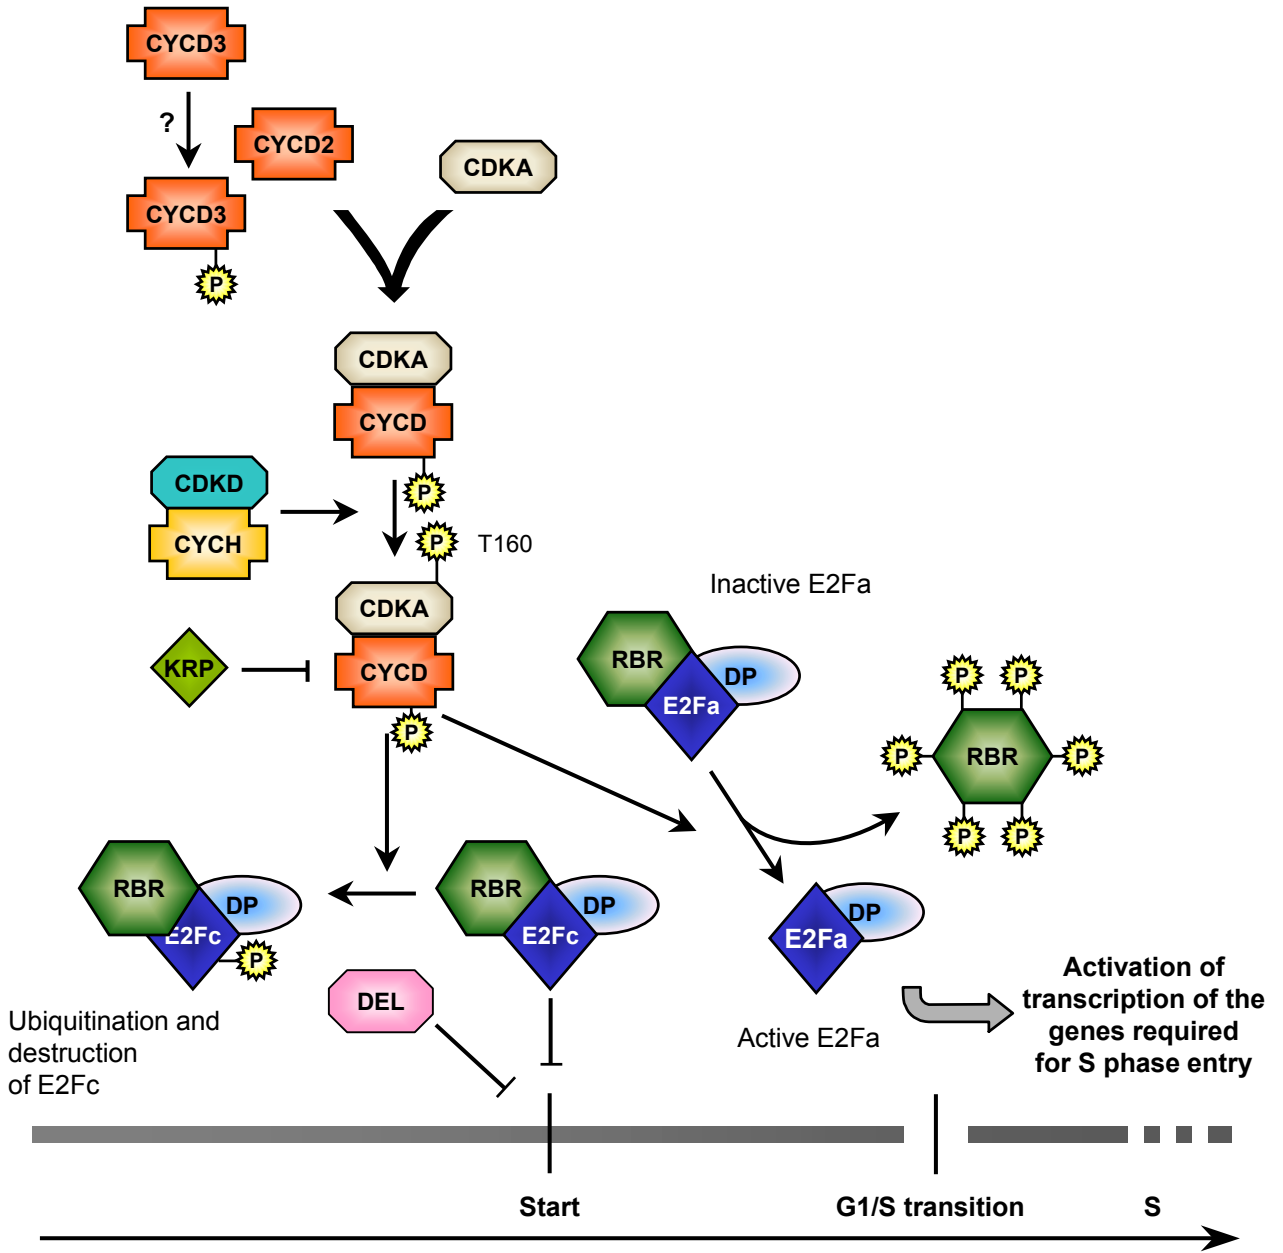 CYCD3
?
CYCD2
CDKA
CYCD3
P
CDKA
CYCD
P
CDKD
CYCH
P
T160
CDKA
CYCD
P
KRP
Inactive E2Fa
RBR
DP
E2Fa
P
P
P
RBR
P
P
P
RBR
DP
E2Fc
P
RBR
DP
E2Fc
DP
E2Fa
DEL
Ubiquitination and
destruction
of E2Fc
Active E2Fa
Activation of
transcription of the
genes required
for S phase entry
Start
G1/S transition
S